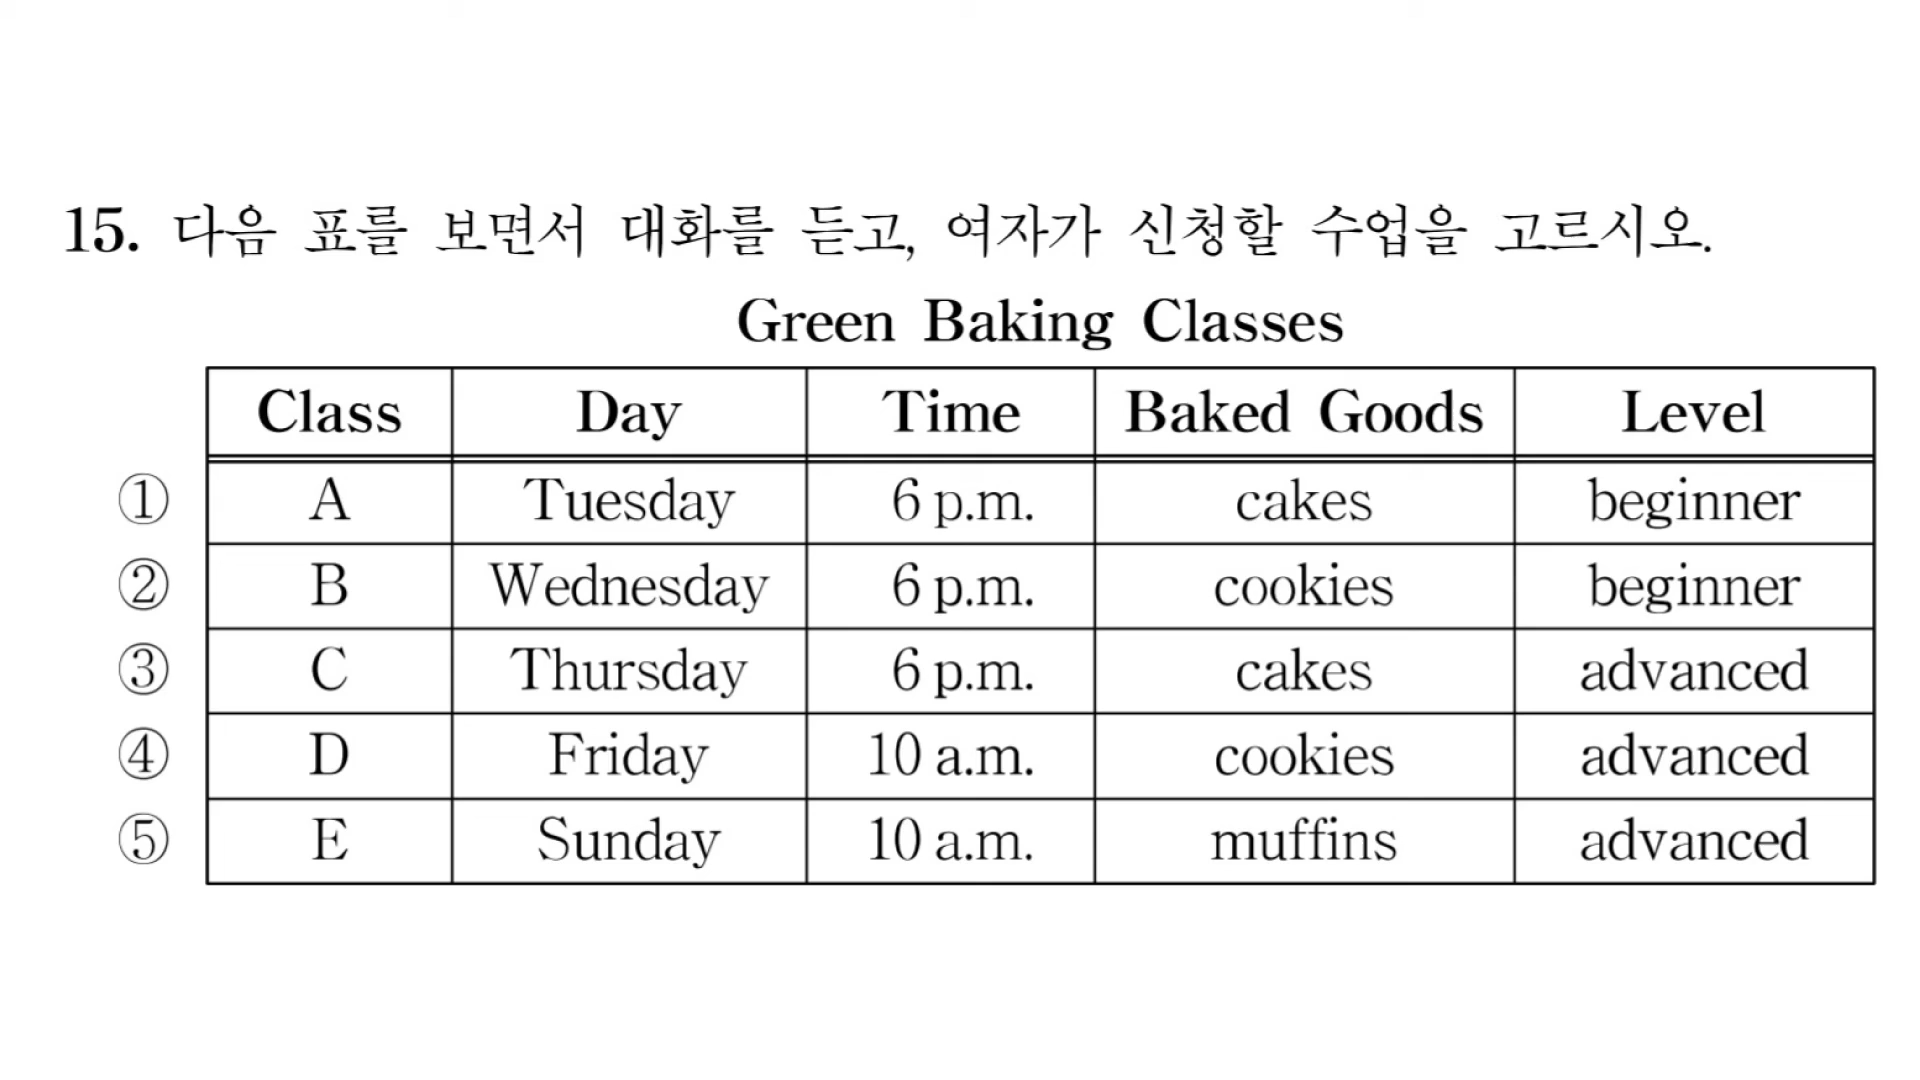 15. 다음 표를 보면서 대화를 듣고, 여자가 신청할 수업을 고르시오.
Green Baking Classes
Class Day Time Baked Goods Level
① A Tuesday 6 p.m. cakes beginner
② B Wednesday 6 p.m. cookies beginner
③ C Thursday 6 p.m. cakes advanced
④ D Friday 10 a.m. cookies advanced
⑤ E Sunday 10 a.m. muffins advanced